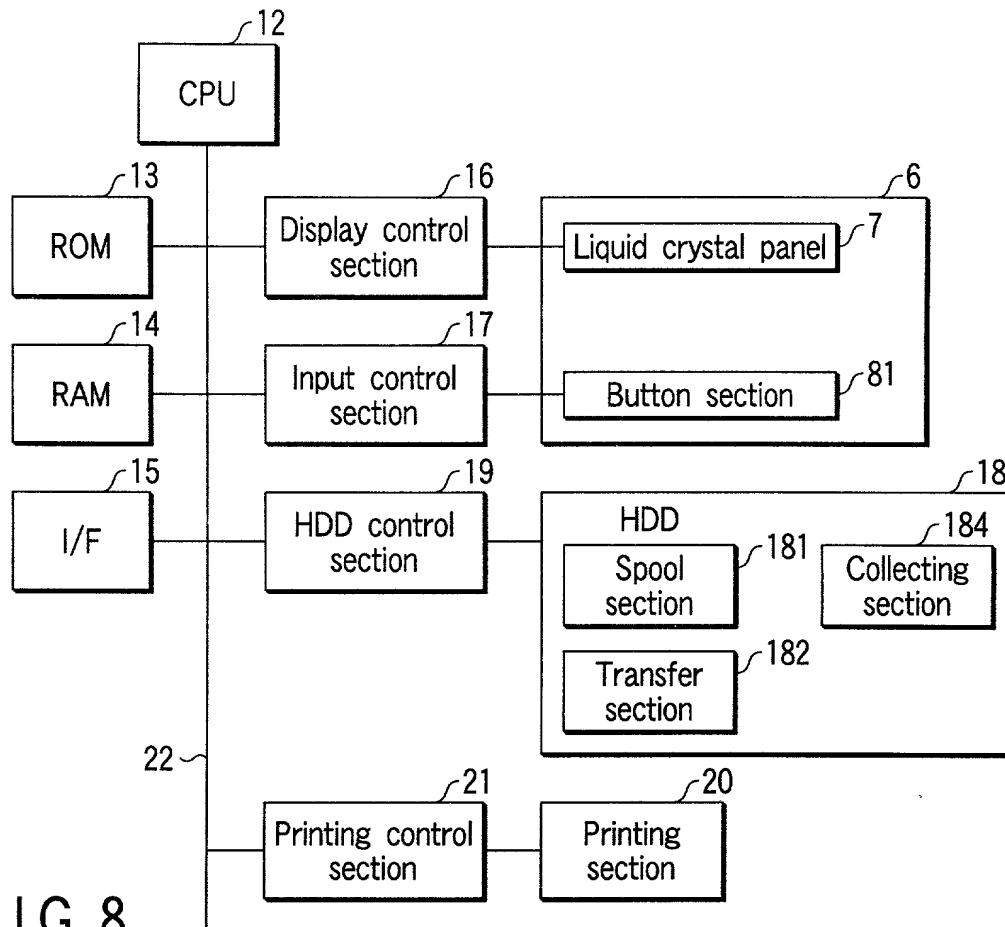 12
CPU
13
ROM
16
Display control
section
6
7
Liquid crystal panel
14
RAM
17
Input control
section
81
Button section
15
I/F
19
HDD control
section
18
HDD
181
Spool
section
184
Collecting
section
182
Transfer
section
22
21
Printing control
section
20
Printing
section
IG. 8